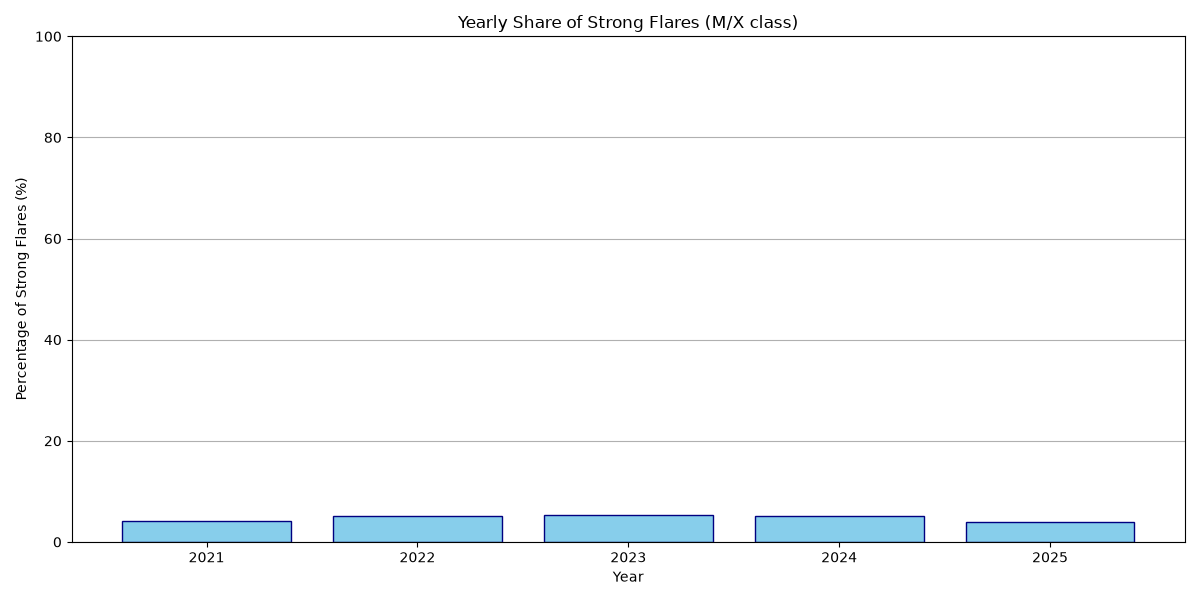 Yearly Share of Strong Flares (M/X class)
Percentage of Strong Flares (%)
100
80
60
40
20
0
2021 2022 2023 2024 2025
Year